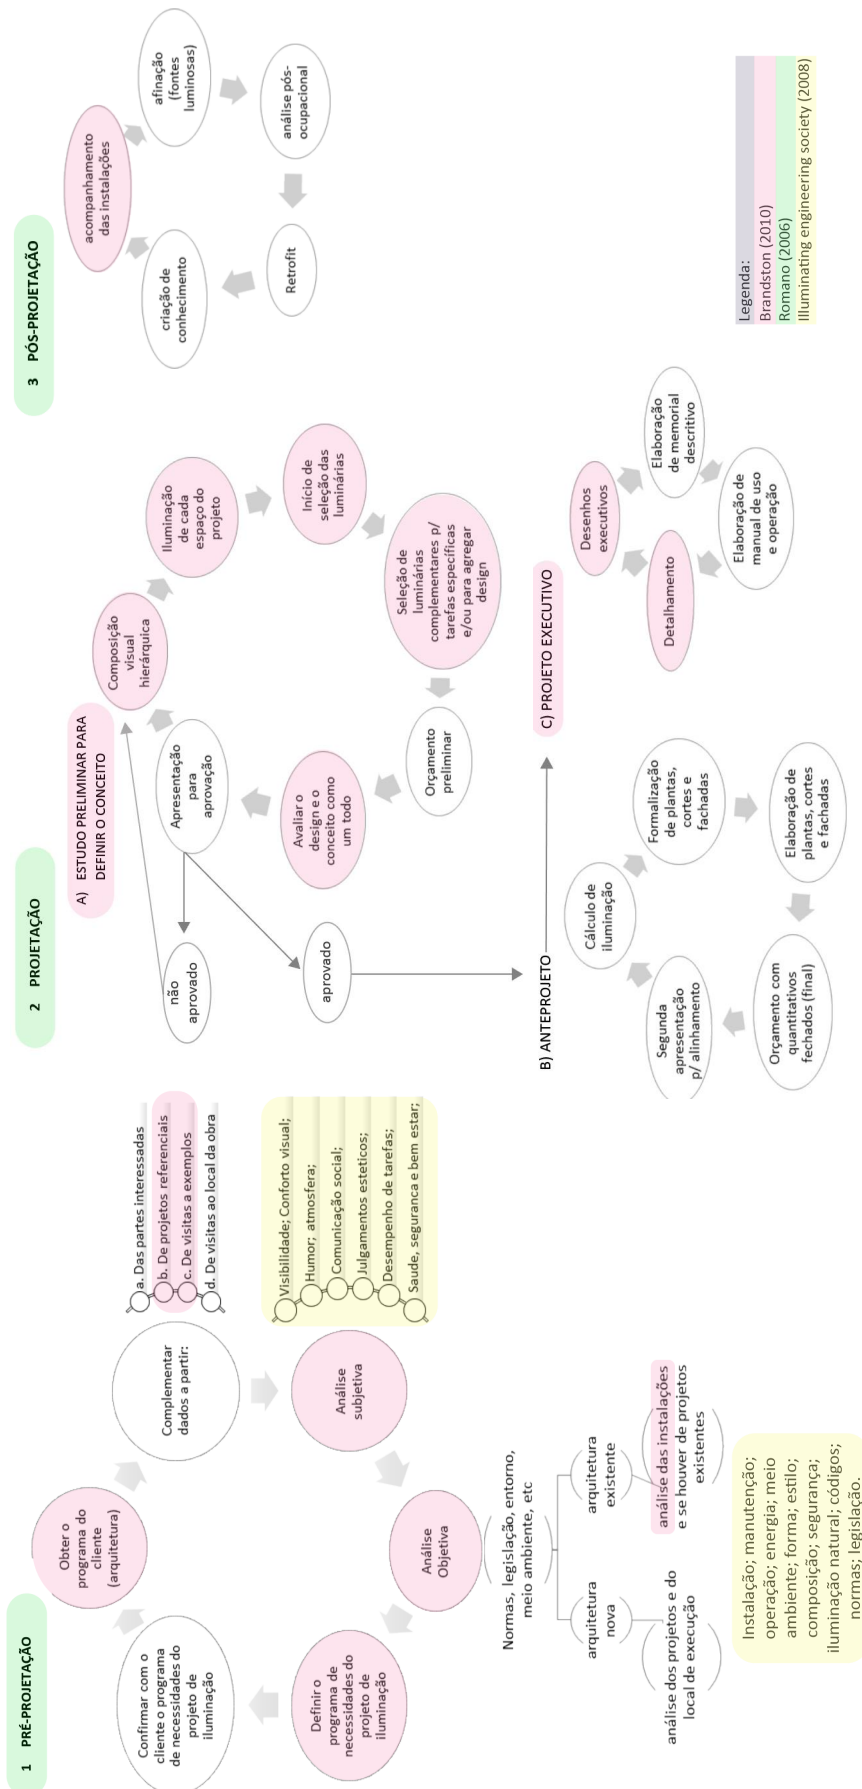 1 PRÉ-PROJETAÇÃO
Obter o
programa do
cliente
(arquitetura)
Complementar
dados a partir:
a. Das partes interessadas
b. De projetos referenciais
c. De visitas a exemplos
d. De visitas ao local da obra
Análise
subjetiva
Visibilidade; Conforto visual;
Humor; atmosfera;
Comunicação social;
Julgamentos esteticos;
Desempenho de tarefas;
Saude, seguranca e bem estar;
Análise
Objetiva
Normas, legislação, entorno,
meio ambiente, etc
arquitetura
nova
análise dos projetos e do
local de execução
arquitetura
existente
análise das instalações
e se houver de projetos
existentes
Instalação; manutenção;
operação; energia; meio
ambiente; forma; estilo;
composição; segurança;
iluminação natural; códigos;
normas; legislação.
Definir o
programa de
necessidades do
projeto de
iluminação
Confirmar com o
cliente o programa
de necessidades do
projeto de
iluminação
2 PROJETAÇÃO
A) ESTUDO PRELIMINAR PARA
DEFINIR O CONCEITO
Composição
visual
hierárquica
Iluminação
de cada
espaço do
projeto
Inicio de
seleção das
luminárias
Seleção de
luminárias
complementares p/
tarefas específicas
e/ou para agregar
design
Orçamento
preliminar
Avaliar o
design e o
conceito como
um todo
Apresentação
para
aprovação
não
aprovado
aprovado
B) ANTEPROJETO
Cálculo de
iluminação
Formalização
de plantas,
cortes e
fachadas
Elaboração de
plantas, cortes
e fachadas
Orçamento com
quantitativos
fechados (final)
Segunda
apresentação
p/ alinhamento
C) PROJETO EXECUTIVO
Desenhos
executivos
Elaboração
de memorial
descritivo
Elaboração de
manual de uso
e operação
Detalhamento
3 PÓS-PROJETAÇÃO
acompanhamento
das instalações
afinação
(fontes
luminosas)
análise pós-
ocupacional
Retrofit
criação de
conhecimento
Legenda:
Brandston (2010)
Romano (2006)
Illuminating engineering society (2008)